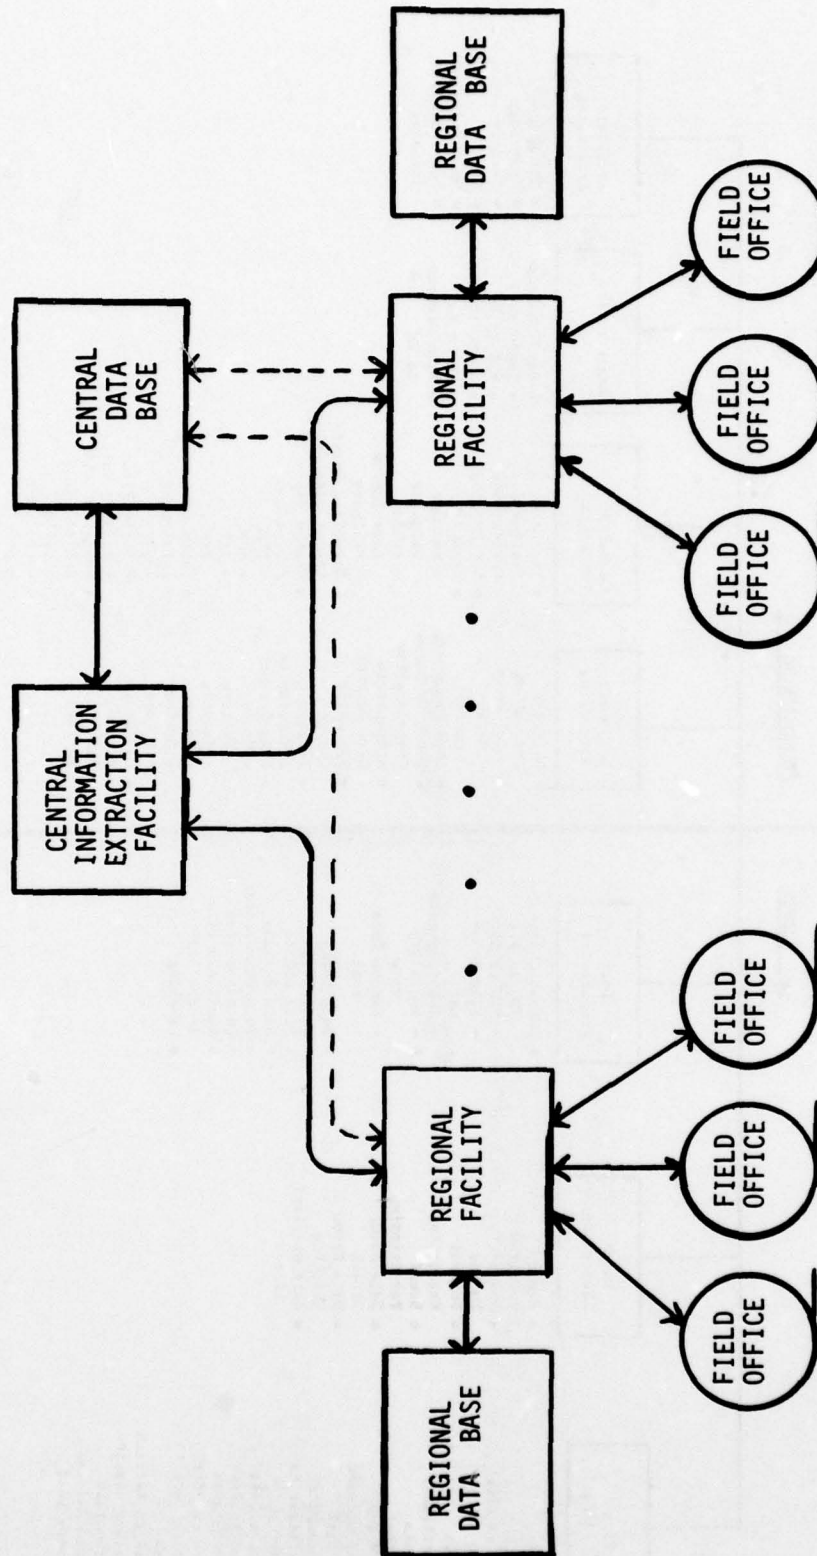 CENTRAL
INFORMATION
EXTRACTION
FACILITY
CENTRAL
DATA
BASE
REGIONAL
DATA BASE
REGIONAL
FACILITY
REGIONAL
FACILITY
REGIONAL
DATA BASE
FIELD
OFFICE
FIELD
OFFICE
FIELD
OFFICE
FIELD
OFFICE
FIELD
OFFICE
FIELD
OFFICE